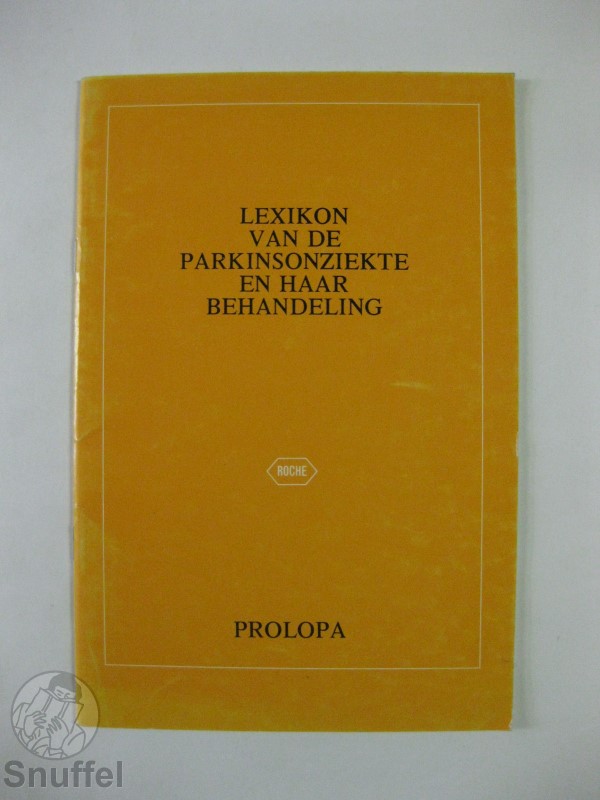 LEXIKON
VAN DE
PARKINSONZIEKTE
EN HAAR
BEHANDELING
ROCHE
PROLOPA
Snuffel